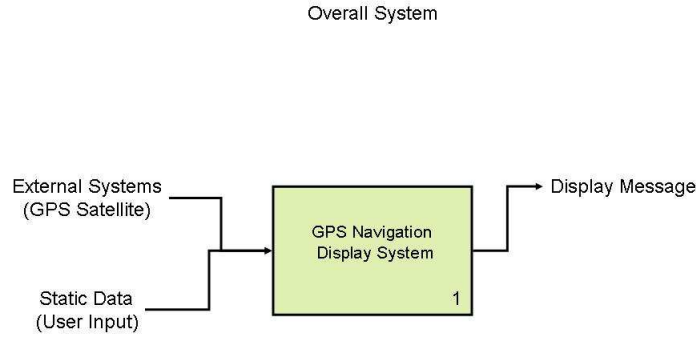 Overall System
External Systems
(GPS Satellite)
Display Message
GPS Navigation
Display System
Static Data
(User Input)
1